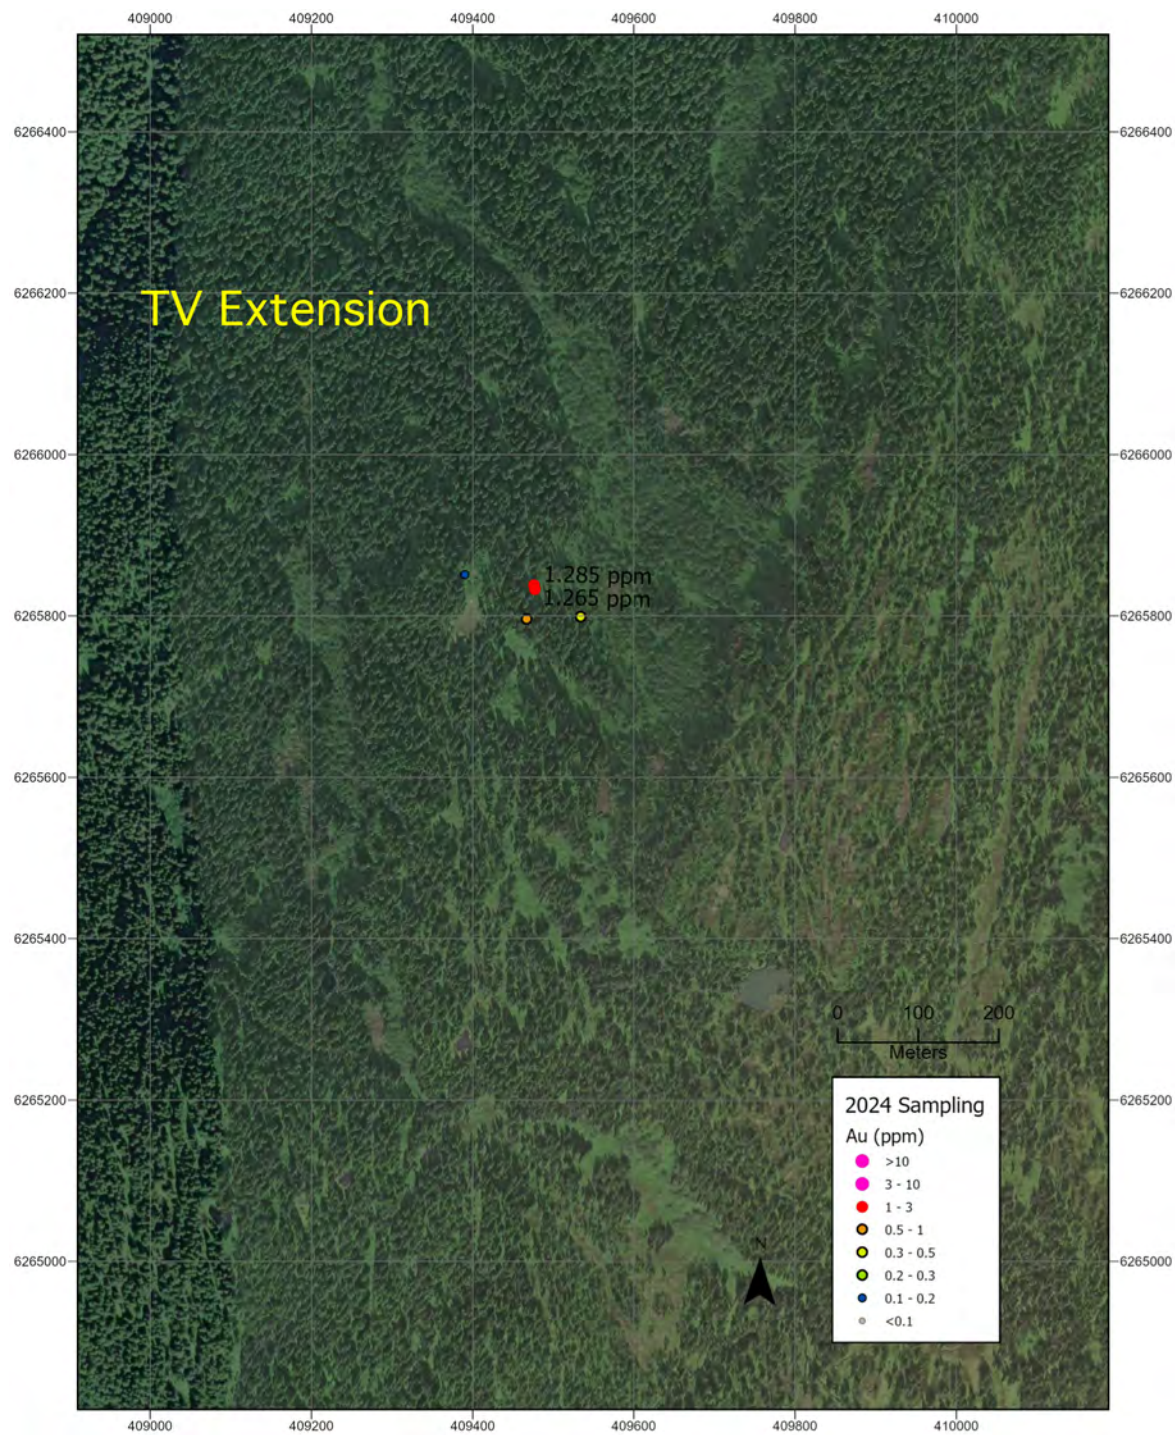 409000 409200 409400 409600 409800 410000
6266400 6266400
6266200 6266200
TV Extension
6266000 6266000
1.285 ppm
1.265 ppm
6265800 6265800
6265600 6265600
6265400 6265400
0 100 200
Meters
6265200 6265200
2024 Sampling
Au (ppm)
>10
3 - 10
1 - 3
0.5 - 1
0.3 - 0.5
0.2 - 0.3
0.1 - 0.2
<0.1
N
6265000 6265000
409000 409200 409400 409600 409800 410000